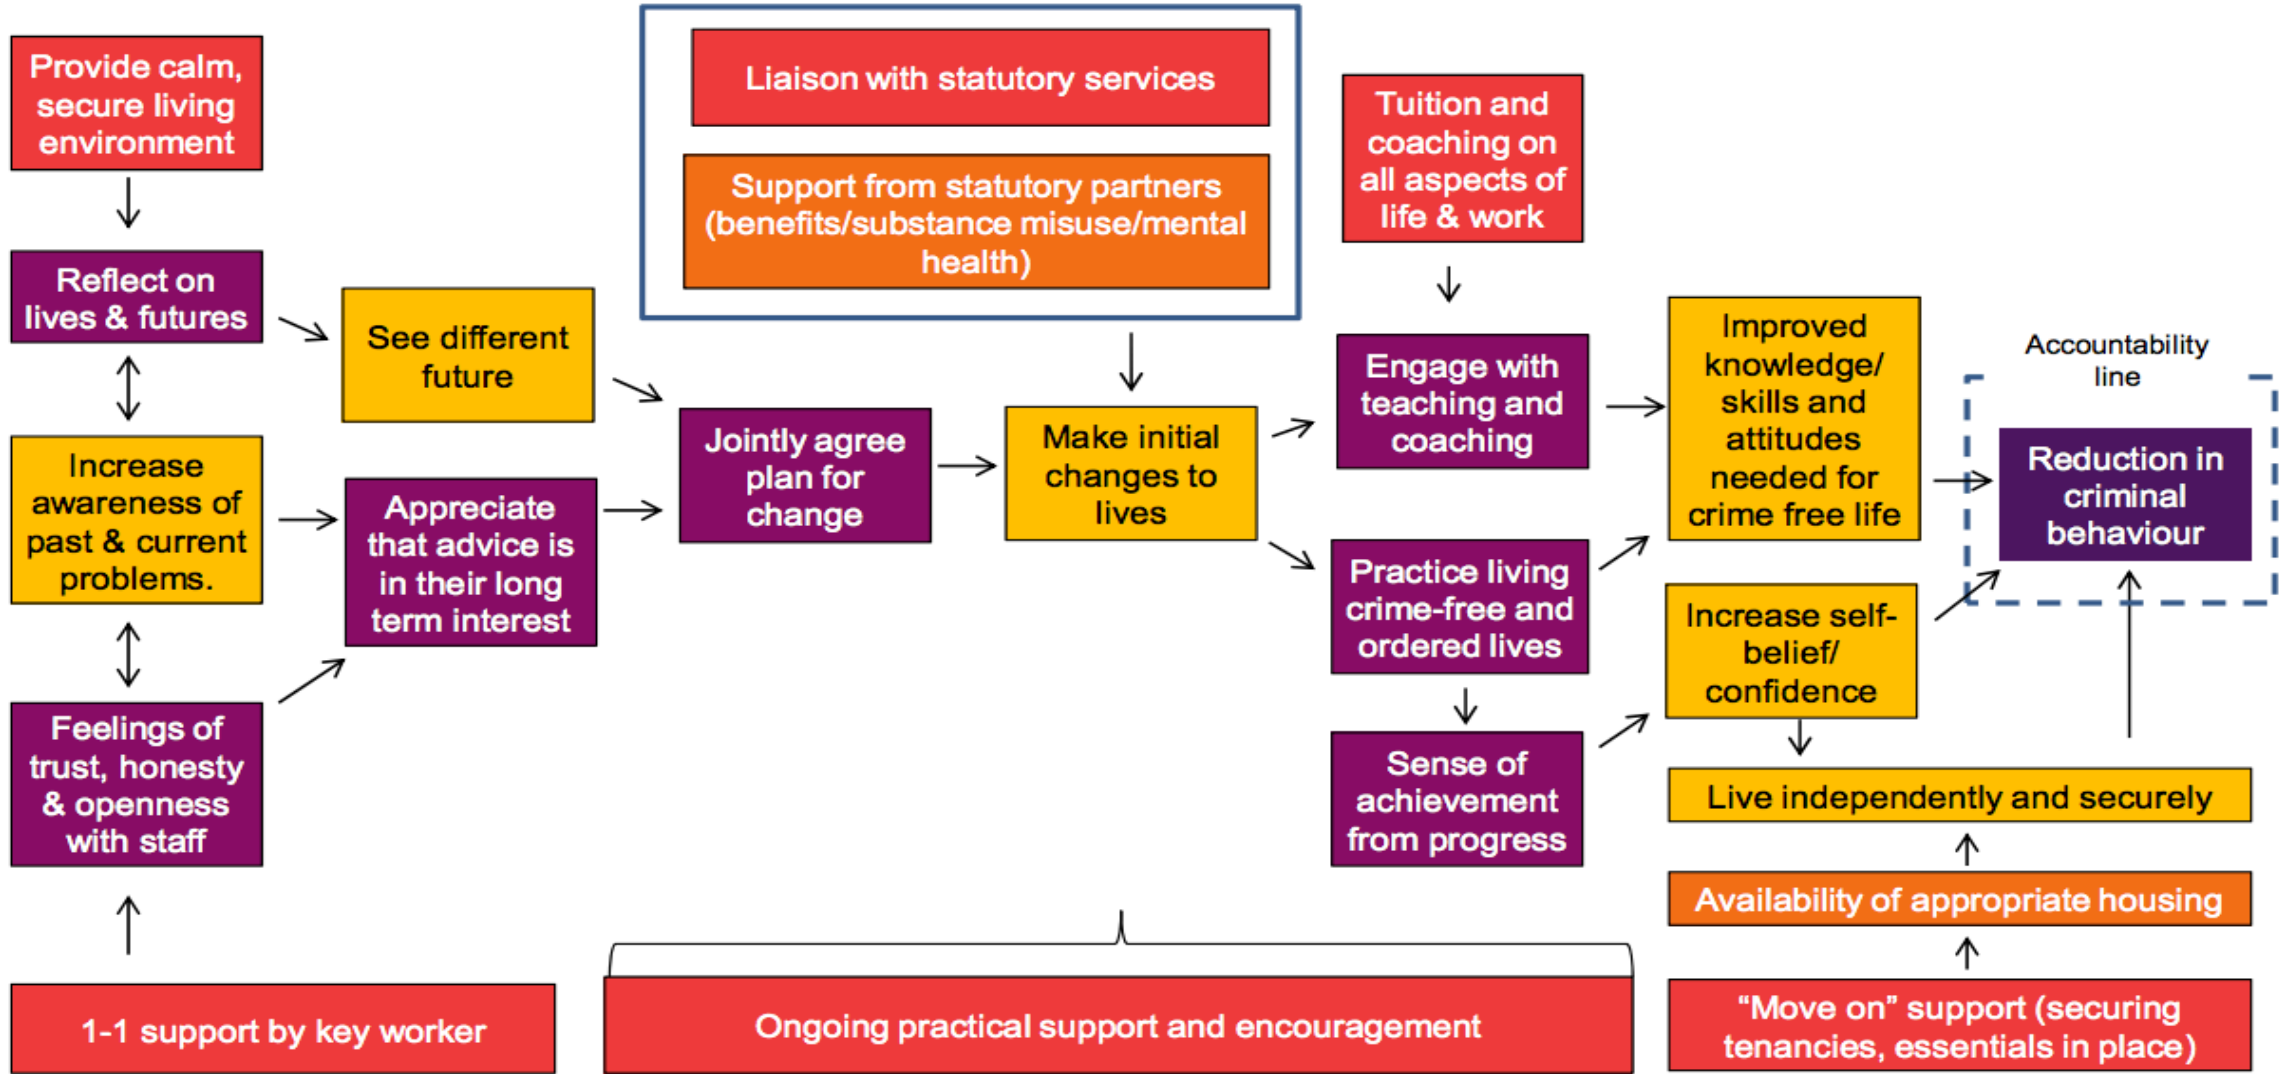 Provide calm,
secure living
environment
Reflect on
lives & futures
Increase
awareness of
past & current
problems.
Feelings of
trust, honesty
& openness
with staff
1-1 support by key worker
See different
future
Appreciate
that advice is
in their long
term interest
Liaison with statutory services
Support from statutory partners
(benefits/substance misuse/mental
health)
Jointly agree
plan for
change
Make initial
changes to
lives
Ongoing practical support and encouragement
Tuition and
coaching on
all aspects of
life & work
Engage with
teaching and
coaching
Practice living
crime-free and
ordered lives
Sense of
achievement
from progress
Improved
knowledge/
skills and
attitudes
needed for
crime free life
Increase self-
belief/
confidence
Live independently and securely
Availability of appropriate housing
“Move on” support (securing
tenancies, essentials in place)
Accountability
line
Reduction in
criminal
behaviour